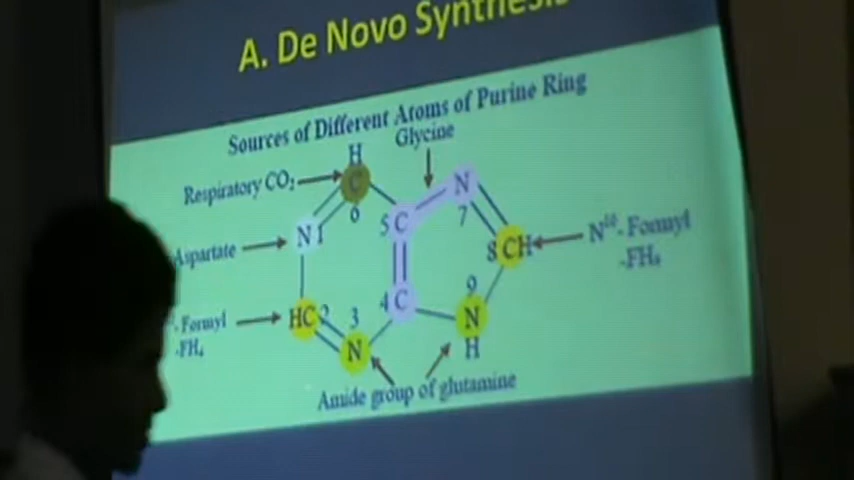 A. De Novo Synthesis
Sources of Different Atoms of Purine Ring
Glycine
H
Respiratory CO₂
C
6
N
7
5 C
N 1
Aspartate
8 CH
N¹⁰- Formyl
-FH₄
9
4 C
HC 2
3
- Formyl
-FH₄
N
N
H
Amide group of glutamine